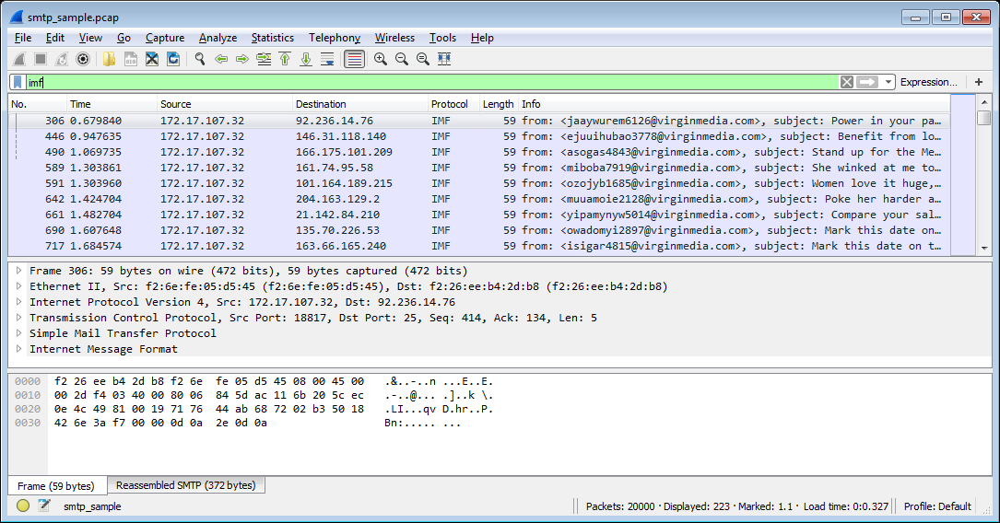 smtp_sample.pcap
File Edit View Go Capture Analyze Statistics Telephony Wireless Tools Help
imf Expression… +
No. Time Source Destination Protocol Length Info
306 0.679840 172.17.107.32 92.236.14.76 IMF 59 from: <jaaywurem6126@virginmedia.com>, subject: Power in your pa…
446 0.947635 172.17.107.32 146.31.118.140 IMF 59 from: <ejuuihubao3778@virginmedia.com>, subject: Benefit from lo…
490 1.069735 172.17.107.32 166.175.101.209 IMF 59 from: <asogas4843@virginmedia.com>, subject: Stand up for the Me…
589 1.303861 172.17.107.32 161.74.95.58 IMF 59 from: <miboba7919@virginmedia.com>, subject: She winked at me to…
591 1.303960 172.17.107.32 101.164.189.215 IMF 59 from: <ozojyb1685@virginmedia.com>, subject: Women love it huge,…
642 1.424704 172.17.107.32 204.163.129.2 IMF 59 from: <muuamoie2128@virginmedia.com>, subject: Poke her harder a…
661 1.482704 172.17.107.32 21.142.84.210 IMF 59 from: <yipamynyw5014@virginmedia.com>, subject: Compare your sal…
690 1.607648 172.17.107.32 135.70.226.53 IMF 59 from: <owadomyi2897@virginmedia.com>, subject: Mark this date on…
717 1.684574 172.17.107.32 163.66.165.240 IMF 59 from: <isigar4815@virginmedia.com>, subject: Mark this date on t…
Frame 306: 59 bytes on wire (472 bits), 59 bytes captured (472 bits)
Ethernet II, Src: f2:6e:fe:05:d5:45 (f2:6e:fe:05:d5:45), Dst: f2:26:ee:b4:2d:b8 (f2:26:ee:b4:2d:b8)
Internet Protocol Version 4, Src: 172.17.107.32, Dst: 92.236.14.76
Transmission Control Protocol, Src Port: 18817, Dst Port: 25, Seq: 414, Ack: 134, Len: 5
Simple Mail Transfer Protocol
Internet Message Format
0000 f2 26 ee b4 2d b8 f2 6e fe 05 d5 45 08 00 45 00 .&..-..n ...E..E.
0010 00 2d f4 03 40 00 80 06 84 5d ac 11 6b 20 5c ec .-..@... .]..k \.
0020 0e 4c 49 81 00 19 71 76 44 ab 68 72 02 b3 50 18 .LI...qv D.hr..P.
0030 42 6e 3a f7 00 00 0d 0a 2e 0d 0a Bn:..... ...
Frame (59 bytes) Reassembled SMTP (372 bytes)
smtp_sample Packets: 20000 · Displayed: 223 · Marked: 1.1 · Load time: 0:0.327 Profile: Default